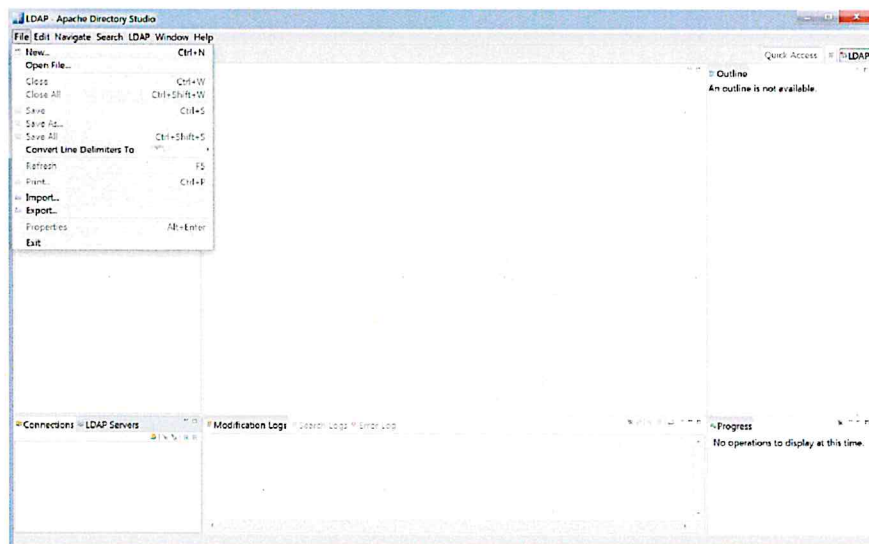 LDAP - Apache Directory Studio
File Edit Navigate Search LDAP Window Help
New... Ctrl+N
Open File...
Close Ctrl+W
Close All Ctrl+Shift+W
Save Ctrl+S
Save As...
Save All Ctrl+Shift+S
Convert Line Delimiters To
Refresh F5
Print... Ctrl+P
Import...
Export...
Properties Alt+Enter
Exit
Quick Access LDAP
Outline
An outline is not available.
Connections LDAP Servers
Modification Logs Search Logs Error Log
Progress
No operations to display at this time.